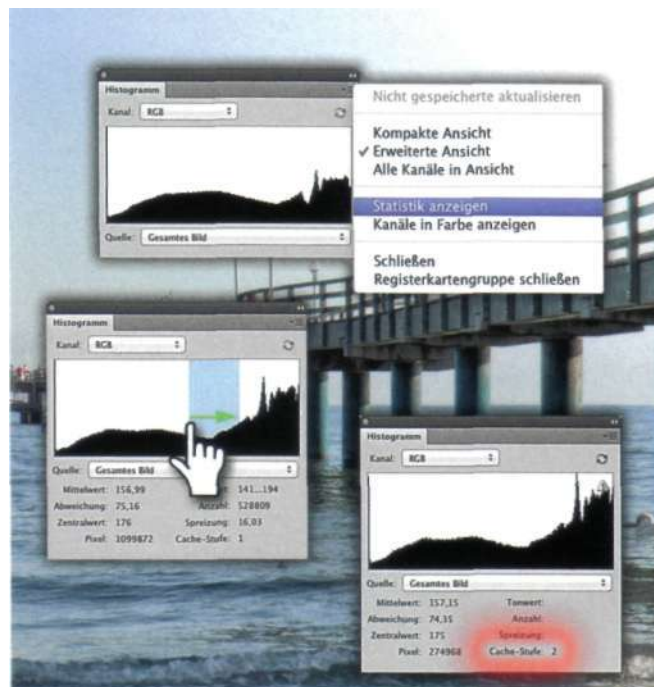 Histogramm
Kanal: RGB
Quelle: Gesamtes Bild
Nicht gespeicherte aktualisieren
Kompakte Ansicht
✓ Erweiterte Ansicht
Alle Kanäle in Ansicht
Statistik anzeigen
Kanäle in Farbe anzeigen
Schließen
Registerkartengruppe schließen
Histogramm
Kanal: RGB
Quelle: Gesamtes Bild
Mittelwert: 156,99 141...194
Abweichung: 75,16 Anzahl: 528809
Zentralwert: 176 Spreizung: 16,03
Pixel: 1099872 Cache-Stufe: 1
Histogramm
Kanal: RGB
Quelle: Gesamtes Bild
Mittelwert: 157,15 Tonwert:
Abweichung: 74,35 Anzahl:
Zentralwert: 175 Spreizung:
Pixel: 274968 Cache-Stufe: 2